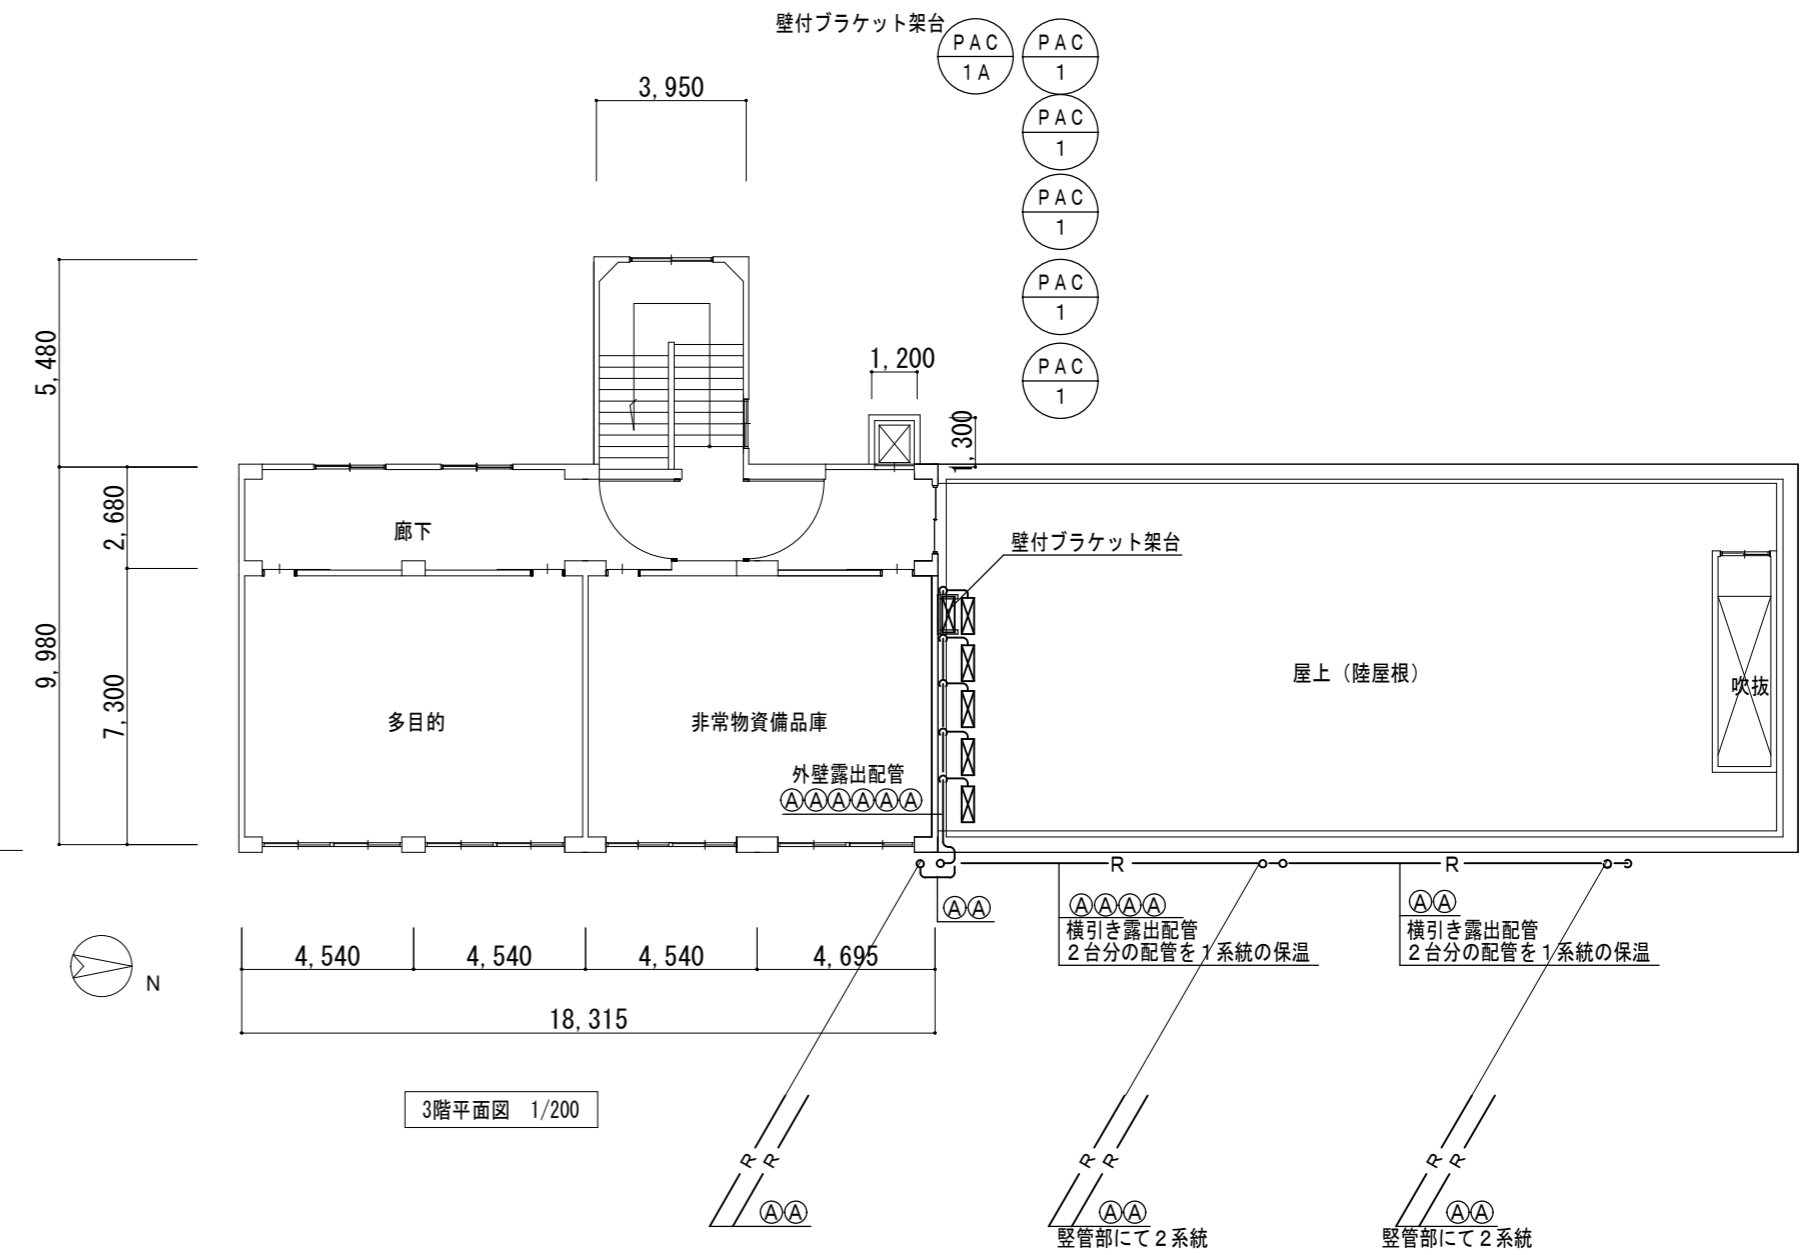 壁付ブラケット架台
PAC
1A
PAC
1
PAC
1
PAC
1
PAC
1
PAC
1
3,950
5,480
1,200
1,300
2,680
廊下
壁付ブラケット架台
9,980
7,300
多目的
非常物資備品庫
屋上（陸屋根）
吹抜
外壁露出配管
ⒶⒶⒶⒶⒶⒶ
R
R
ⒶⒶ
ⒶⒶⒶⒶ
横引き露出配管
２台分の配管を１系統の保温
ⒶⒶ
横引き露出配管
２台分の配管を１系統の保温
N
4,540
4,540
4,540
4,695
18,315
3階平面図 1/200
R
R
ⒶⒶ
R
R
ⒶⒶ
竪管部にて２系統
R
R
ⒶⒶ
竪管部にて２系統